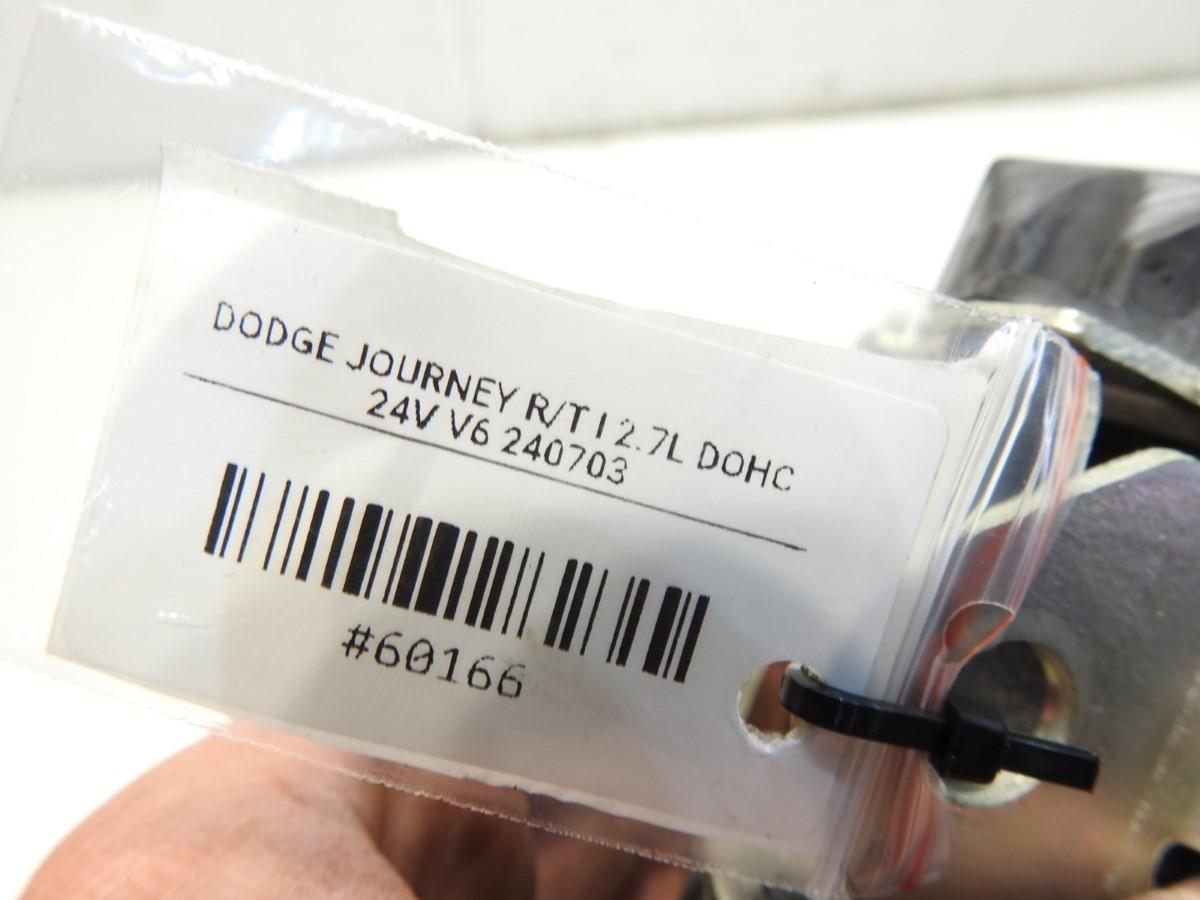 DODGE JOURNEY R/T I 2.7L DOHC
24V V6 240703
#60166